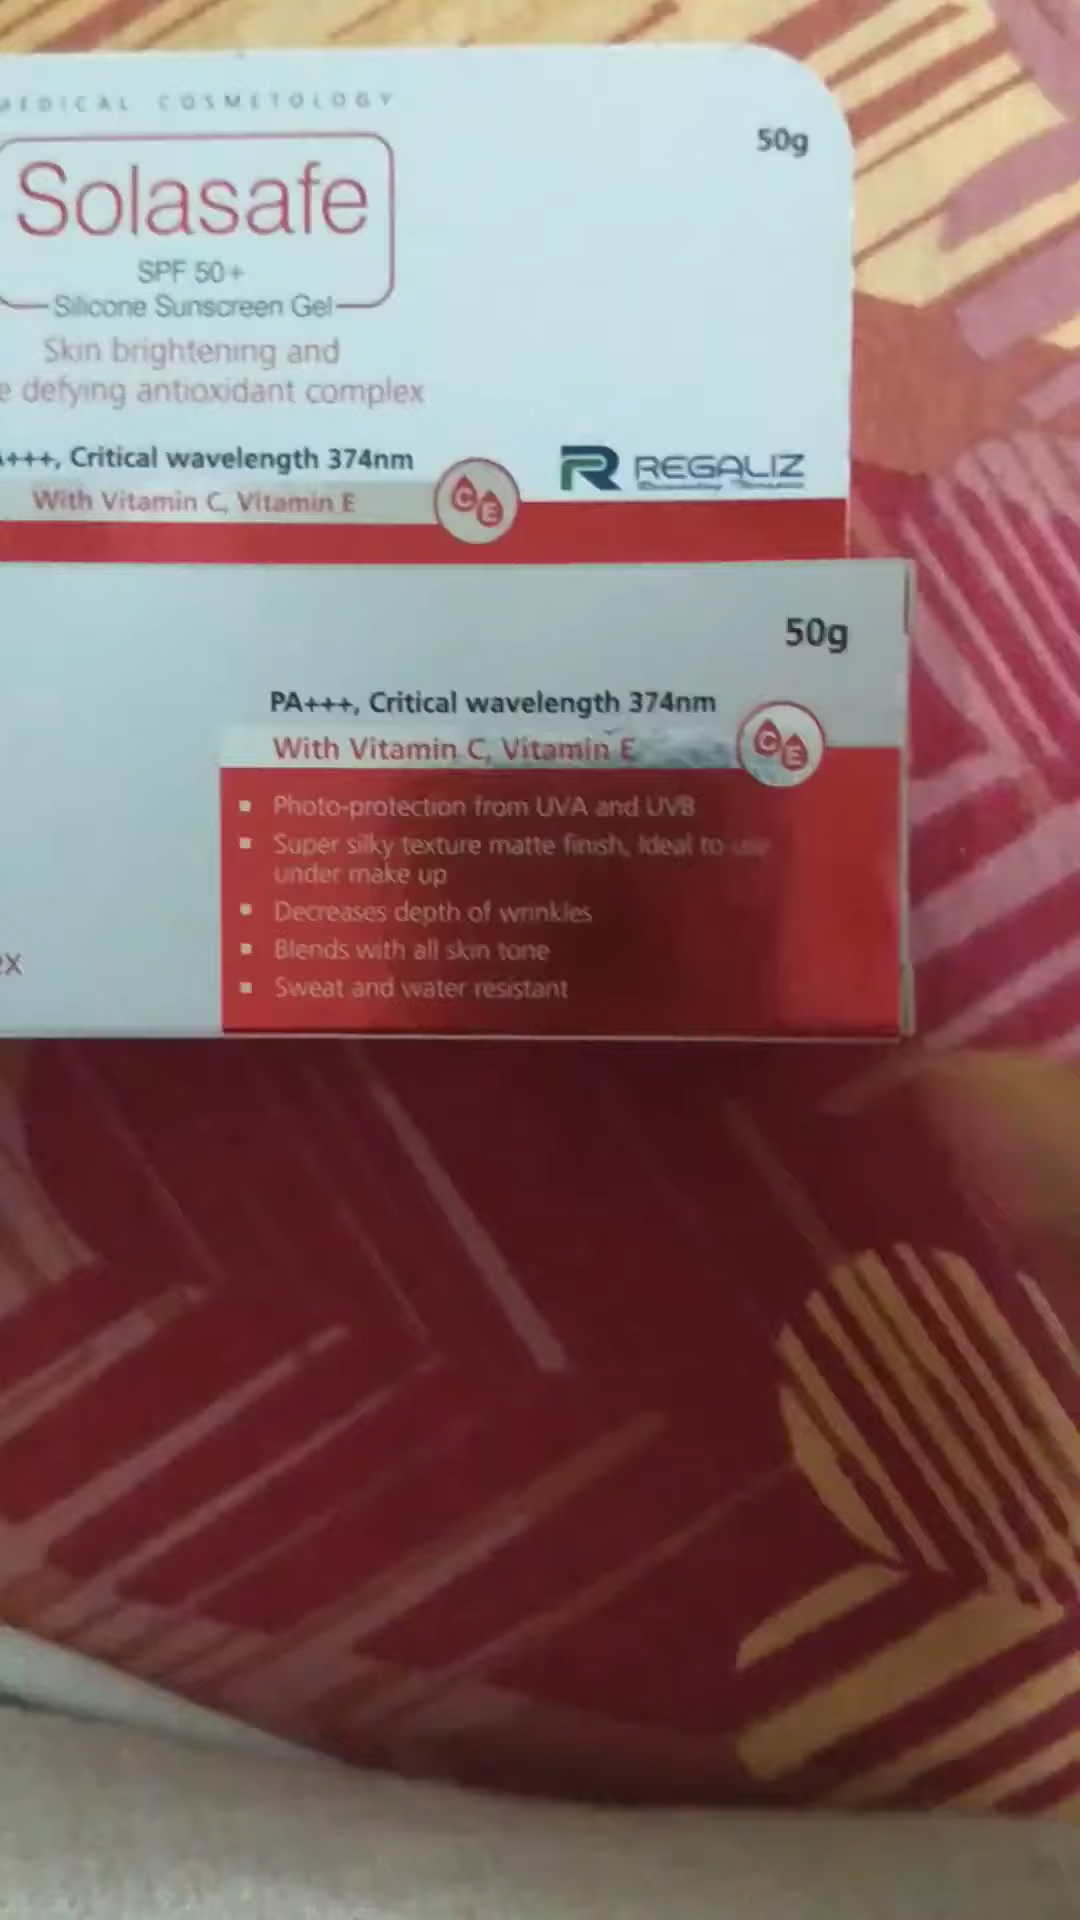 MEDICAL COSMETOLOGY
50g
Solasafe
SPF 50+
Silicone Sunscreen Gel
Skin brightening and
defying antioxidant complex
+++, Critical wavelength 374nm
With Vitamin C, Vitamin E
C E
REGALIZ
50g
PA+++, Critical wavelength 374nm
With Vitamin C, Vitamin E
C E
▪ Photo-protection from UVA and UVB
▪ Super silky texture matte finish, Ideal to use
under make up
▪ Decreases depth of wrinkles
▪ Blends with all skin tone
▪ Sweat and water resistant